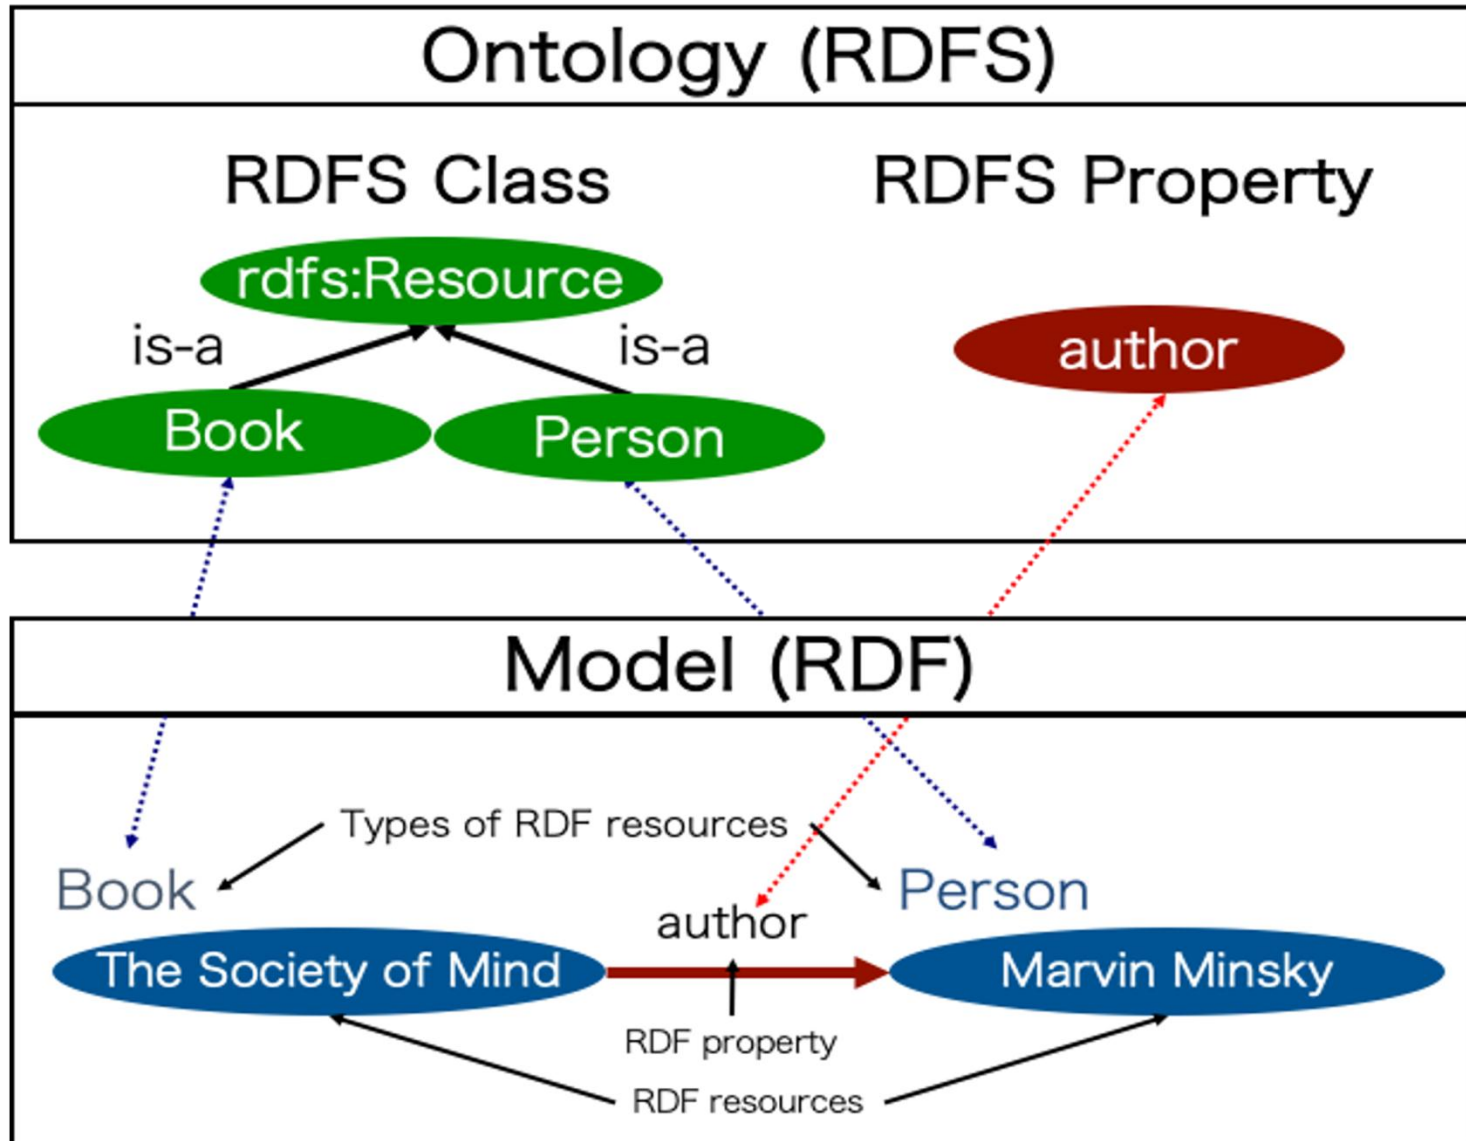 Ontology (RDFS)
RDFS Class
RDFS Property
rdfs:Resource
is-a
is-a
author
Book
Person
Model (RDF)
Types of RDF resources
Book
Person
author
The Society of Mind
Marvin Minsky
RDF property
RDF resources